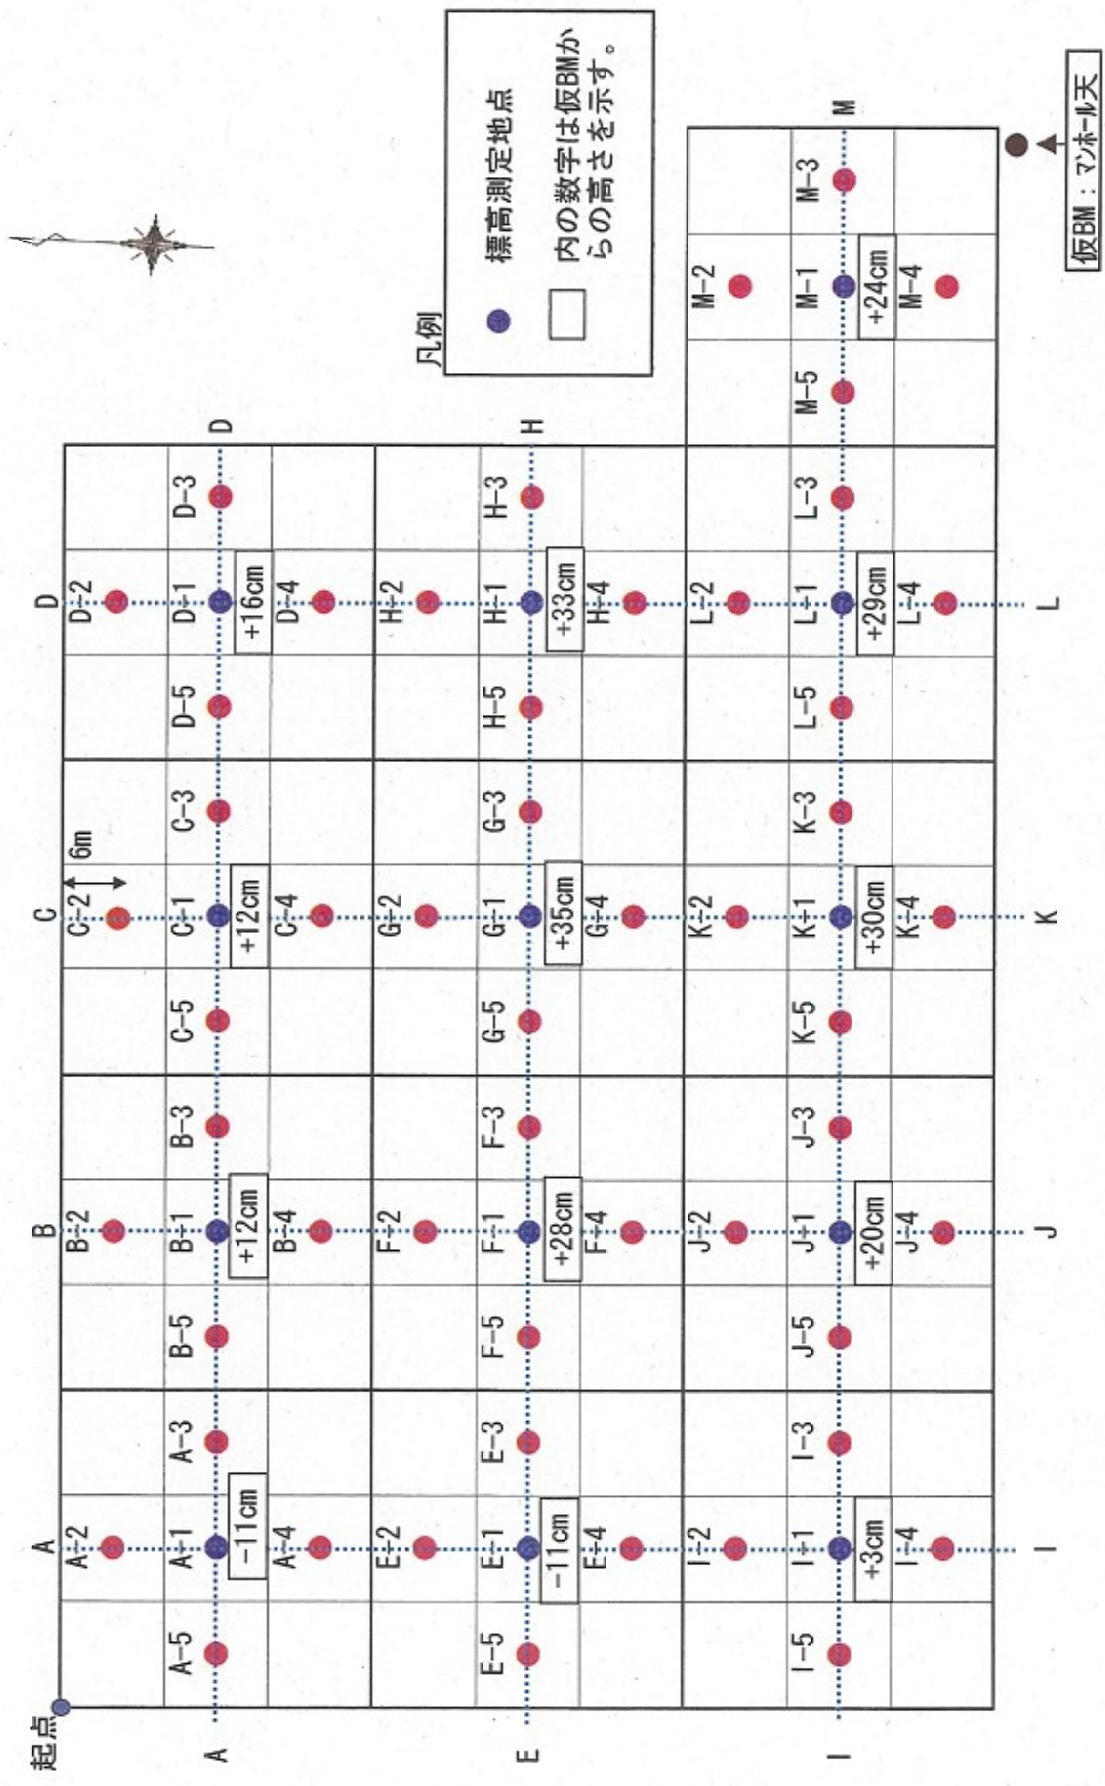 起点 A B C D
A-2 B-2 C-2 6m D-2
A-5 A-1 A-3 B-5 B-1 B-3 C-5 C-1 C-3 D-5 D-1 D-3
A D
-11cm +12cm +12cm +16cm
A-4 B-4 C-4 D-4
E-2 F-2 G-2 H-2
E-5 E-1 E-3 F-5 F-1 F-3 G-5 G-1 G-3 H-5 H-1 H-3
E H
-11cm +28cm +35cm +33cm
E-4 F-4 G-4 H-4
I-2 J-2 K-2 L-2 M-2
I-5 I-1 I-3 J-5 J-1 J-3 K-5 K-1 K-3 L-5 L-1 L-3 M-5 M-1 M-3
I M
+3cm +20cm +30cm +29cm +24cm
I-4 J-4 K-4 L-4 M-4
I J K L
凡例
標高測定地点
内の数字は仮BMか
らの高さを示す。
仮BM：マンホール天